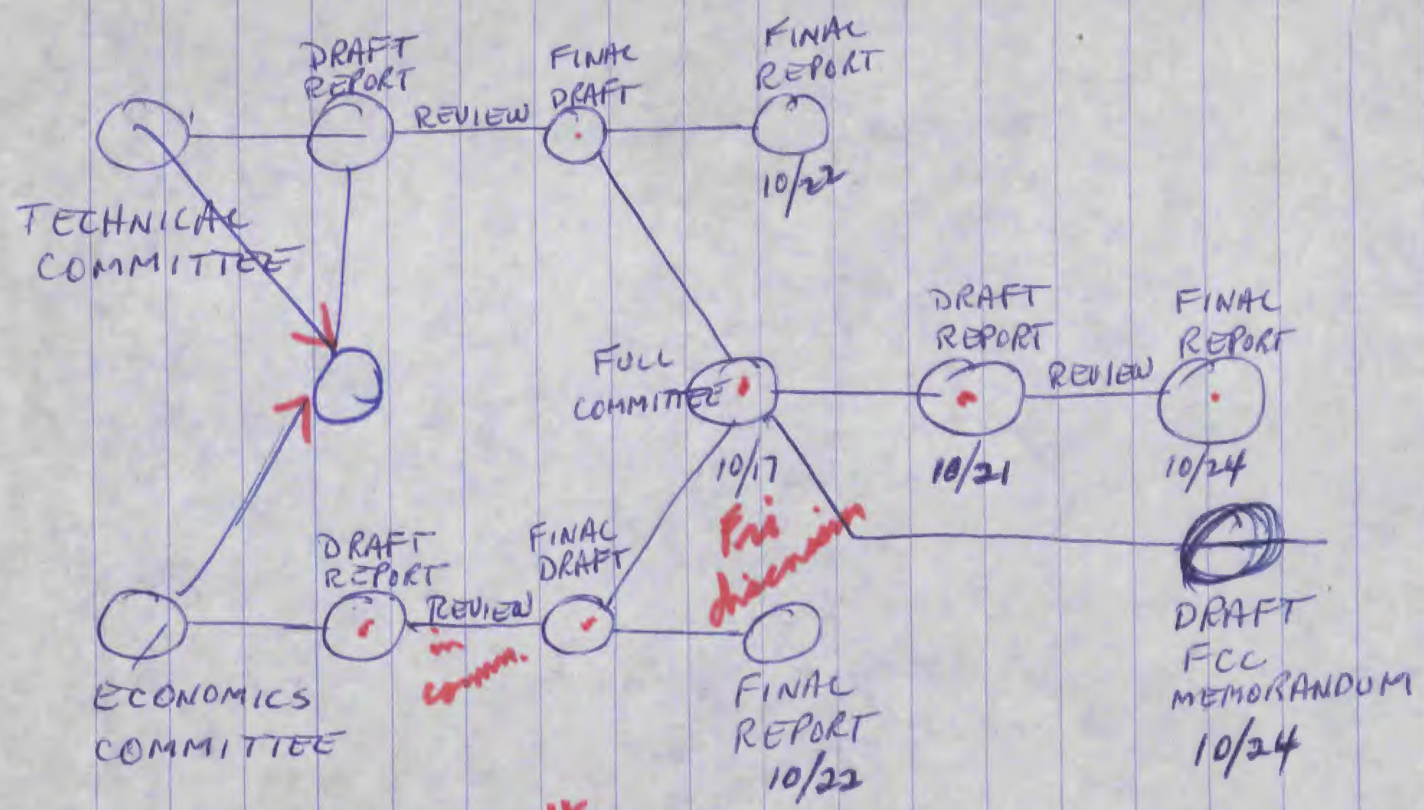 DRAFT
REPORT
REVIEW
FINAL
DRAFT
FINAL
REPORT
10/22
TECHNICAL
COMMITTEE
FULL
COMMITTEE
10/17
Fri
discussion
DRAFT
REPORT
10/21
REVIEW
FINAL
REPORT
10/24
ECONOMICS
COMMITTEE
DRAFT
REPORT
REVIEW
in
comm.
FINAL
DRAFT
FINAL
REPORT
10/22
DRAFT
FCC
MEMORANDUM
10/24